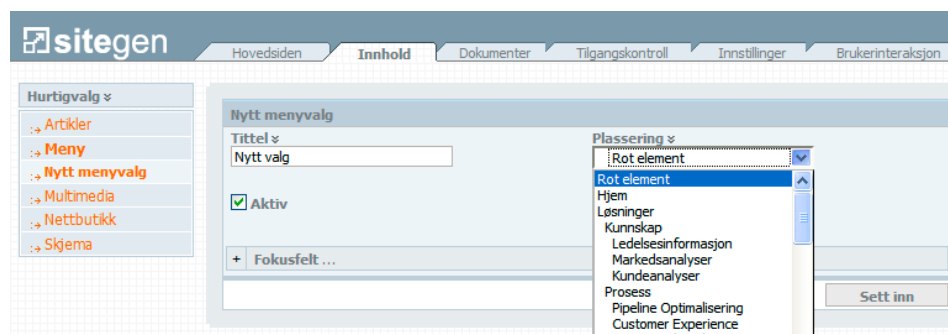 sitegen
Hovedsiden Innhold Dokumenter Tilgangskontroll Innstillinger Brukerinteraksjon
Hurtigvalg
Artikler
Meny
Nytt menyvalg
Multimedia
Nettbutikk
Skjema
Nytt menyvalg
Tittel
Nytt valg
Plassering
Rot element
Rot element
Hjem
Løsninger
Kunnskap
Ledelsesinformasjon
Markedsanalyser
Kundeanalyser
Prosess
Pipeline Optimalisering
Customer Experience
Aktiv
+ Fokusfelt ...
Sett inn